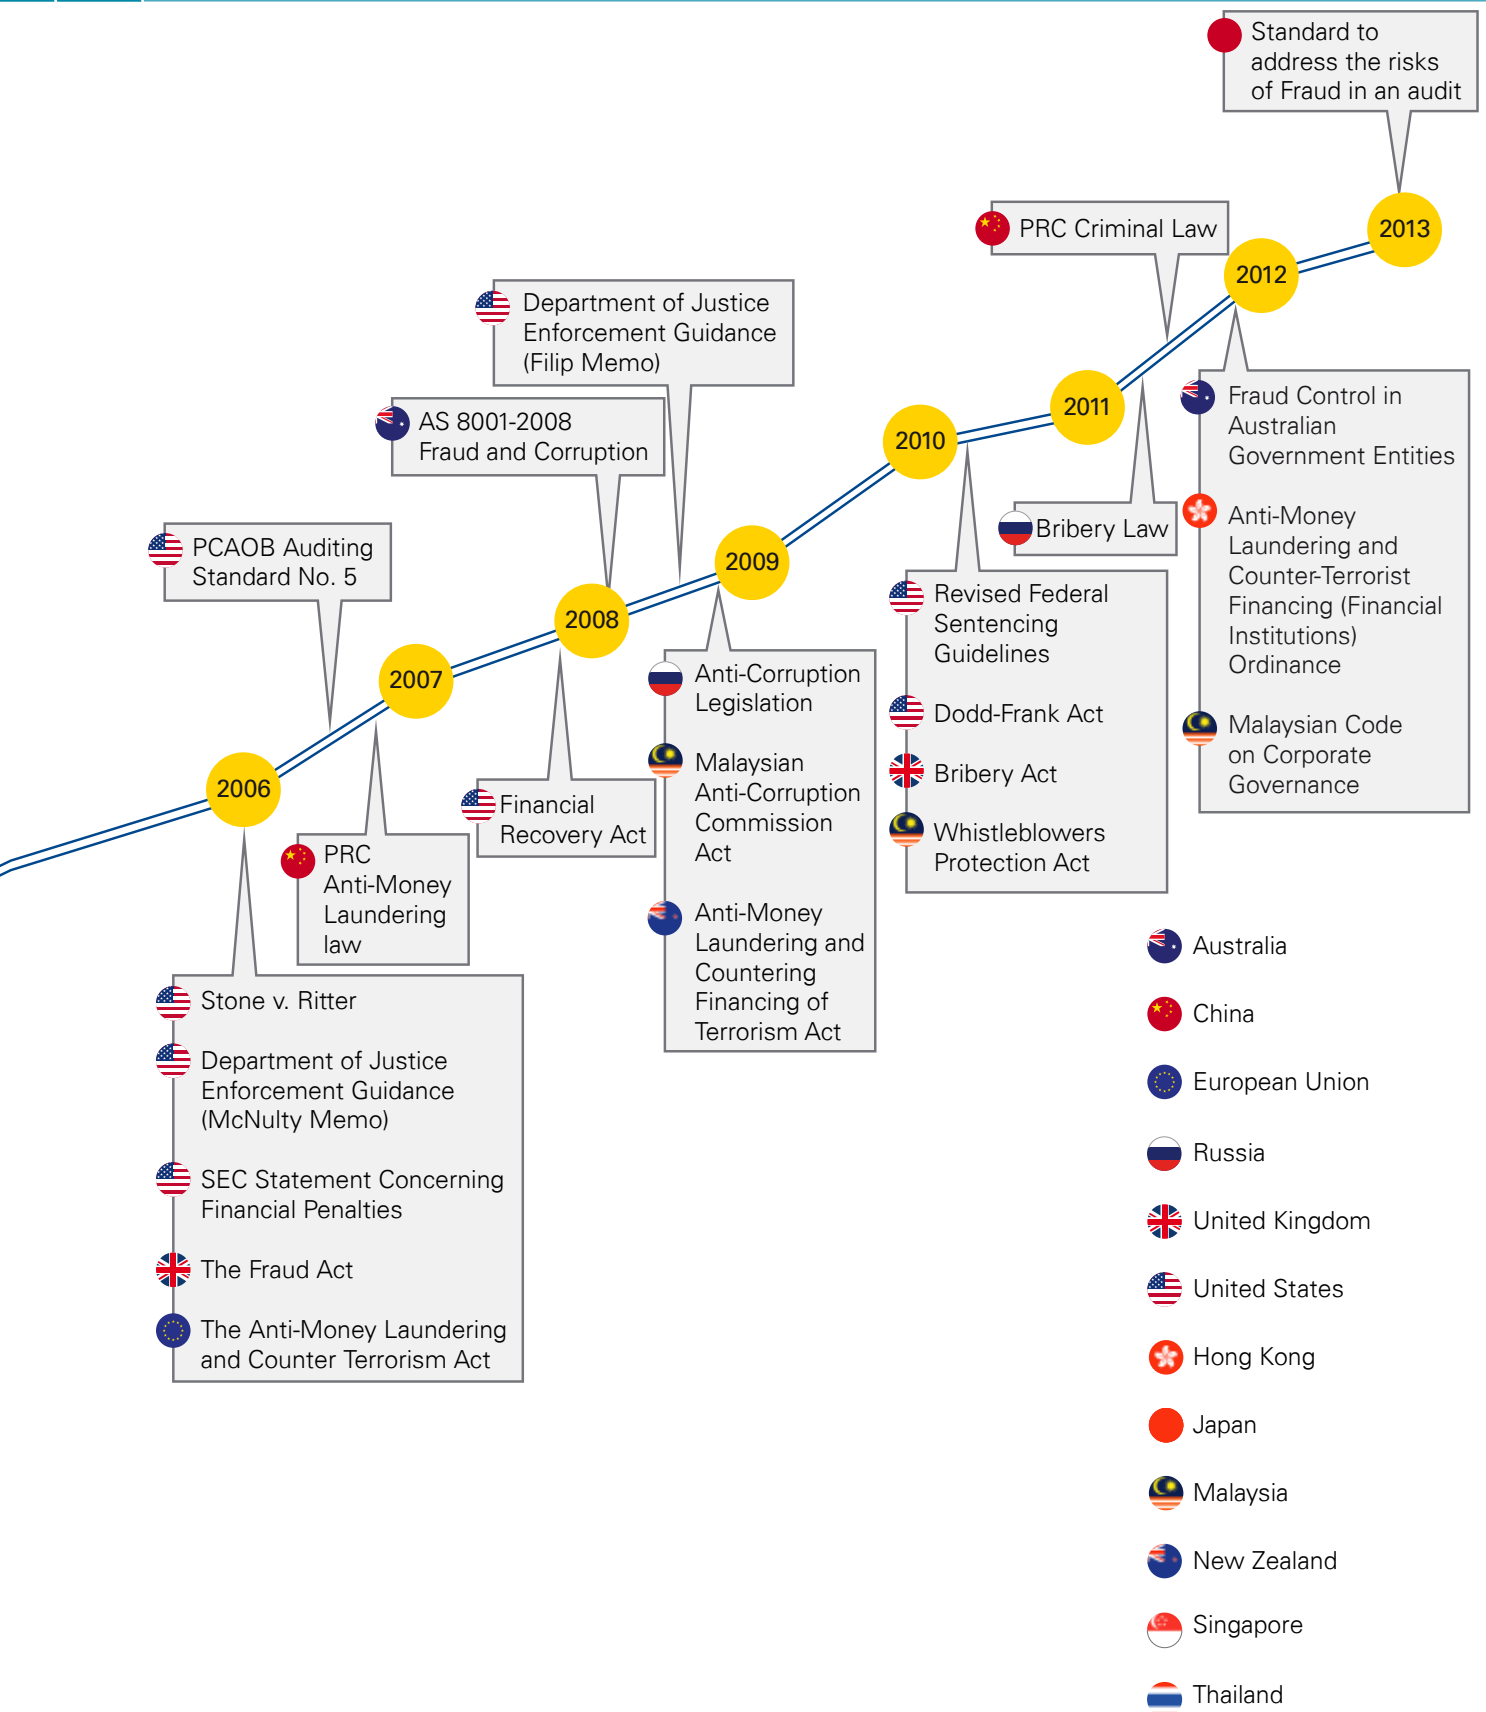 Standard to
address the risks
of Fraud in an audit
2013
PRC Criminal Law
2012
Department of Justice
Enforcement Guidance
(Filip Memo)
AS 8001-2008
Fraud and Corruption
2011
2010
Fraud Control in
Australian
Government Entities
Anti-Money
Laundering and
Counter-Terrorist
Financing (Financial
Institutions)
Ordinance
Malaysian Code
on Corporate
Governance
Bribery Law
PCAOB Auditing
Standard No. 5
2009
2008
2007
2006
Revised Federal
Sentencing
Guidelines
Dodd-Frank Act
Bribery Act
Whistleblowers
Protection Act
Anti-Corruption
Legislation
Malaysian
Anti-Corruption
Commission
Act
Anti-Money
Laundering and
Countering
Financing of
Terrorism Act
Financial
Recovery Act
PRC
Anti-Money
Laundering
law
Stone v. Ritter
Department of Justice
Enforcement Guidance
(McNulty Memo)
SEC Statement Concerning
Financial Penalties
The Fraud Act
The Anti-Money Laundering
and Counter Terrorism Act
Australia
China
European Union
Russia
United Kingdom
United States
Hong Kong
Japan
Malaysia
New Zealand
Singapore
Thailand